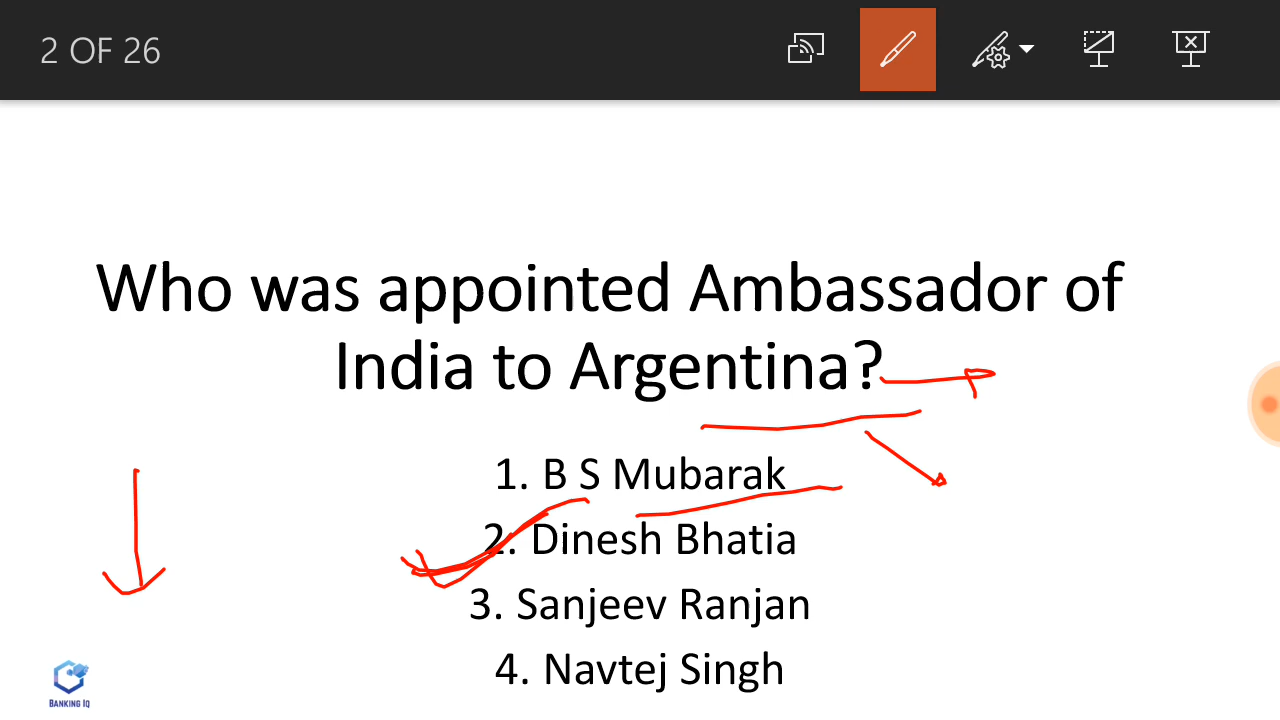 2 OF 26
Who was appointed Ambassador of
India to Argentina?
1. B S Mubarak
2. Dinesh Bhatia
3. Sanjeev Ranjan
4. Navtej Singh
BANKING IQ